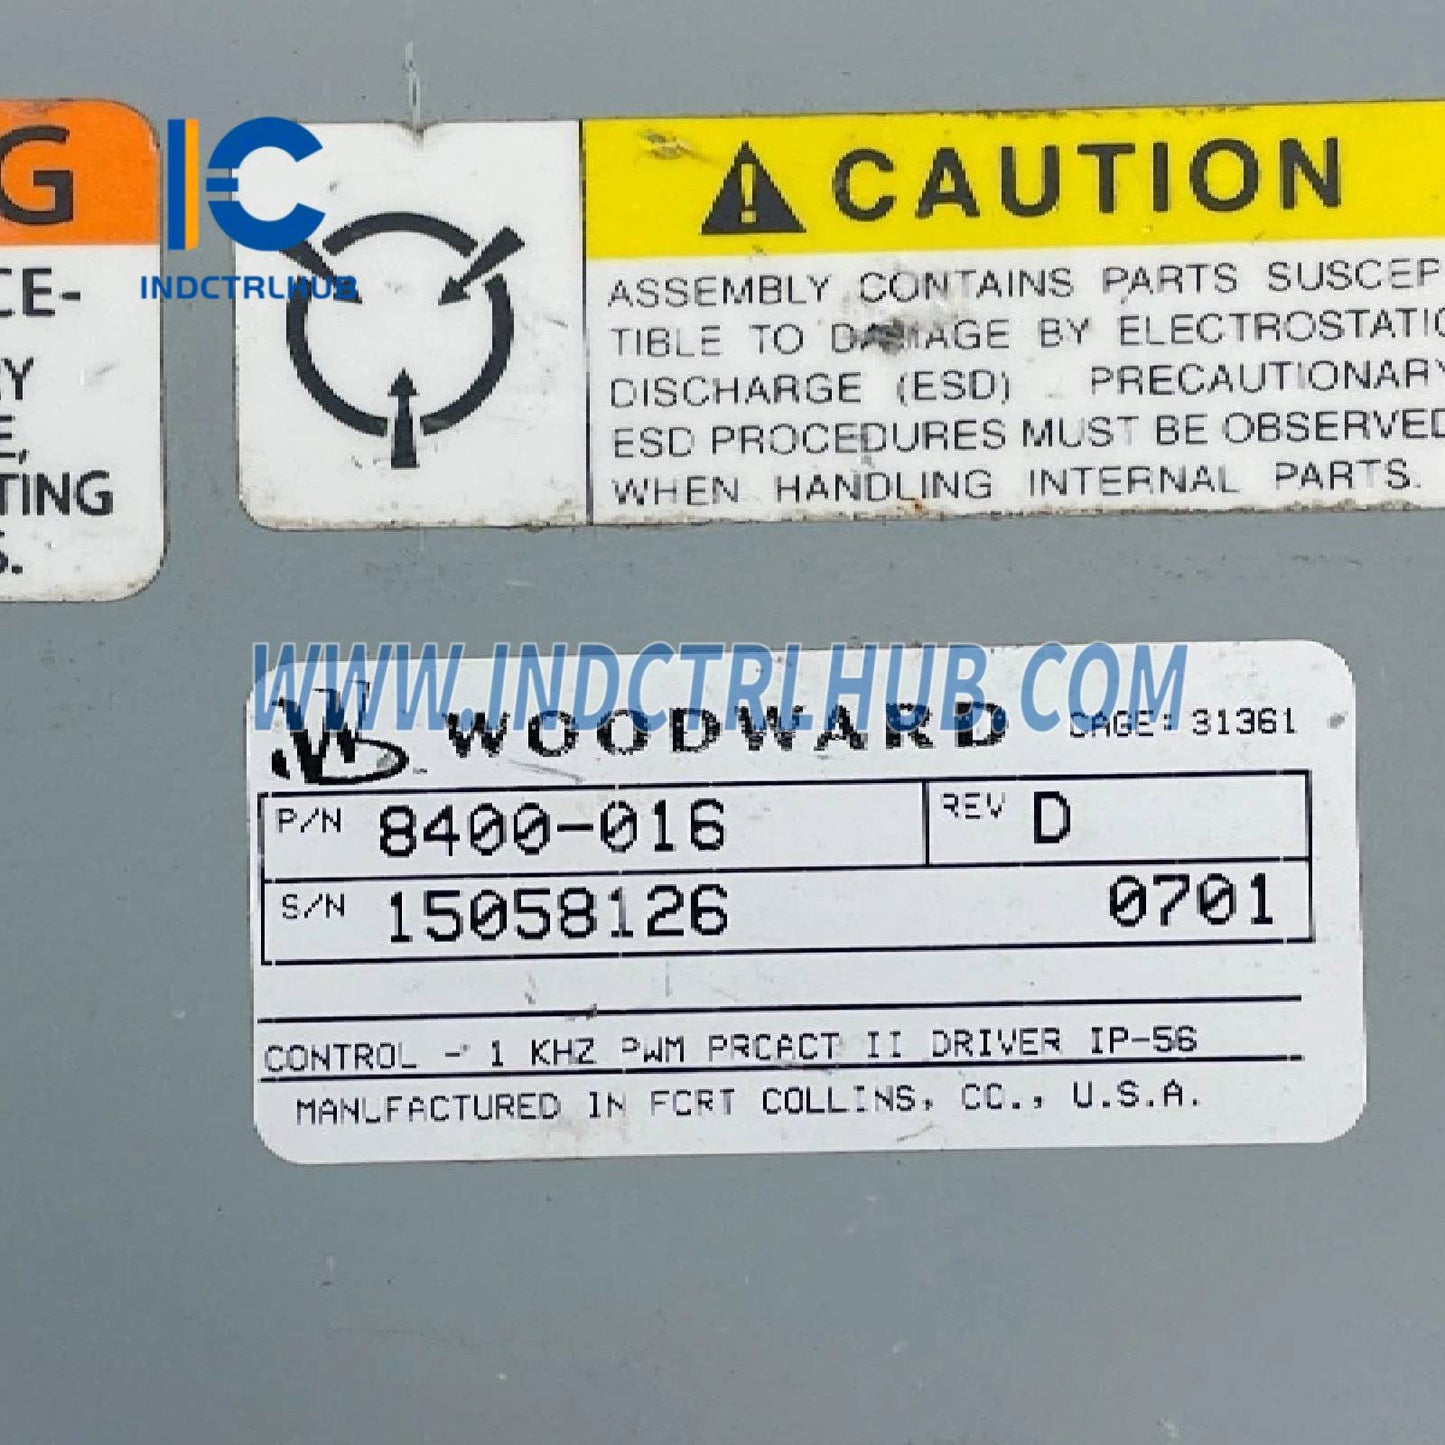 G
CE-
RY
E,
TING
S.
IC
INDCTRLHUB
CAUTION
ASSEMBLY CONTAINS PARTS SUSCEP
TIBLE TO DAMAGE BY ELECTROSTATIC
DISCHARGE (ESD) . PRECAUTIONARY
ESD PROCEDURES MUST BE OBSERVED
WHEN HANDLING INTERNAL PARTS.
WWW.INDCTRLHUB.COM
WOODWARD CAGE: 31361
P/N 8400-016 REV D
S/N 15058126 0701
CONTROL - 1 KHZ PWM PROACT II DRIVER IP-56
MANUFACTURED IN FORT COLLINS, CO., U.S.A.